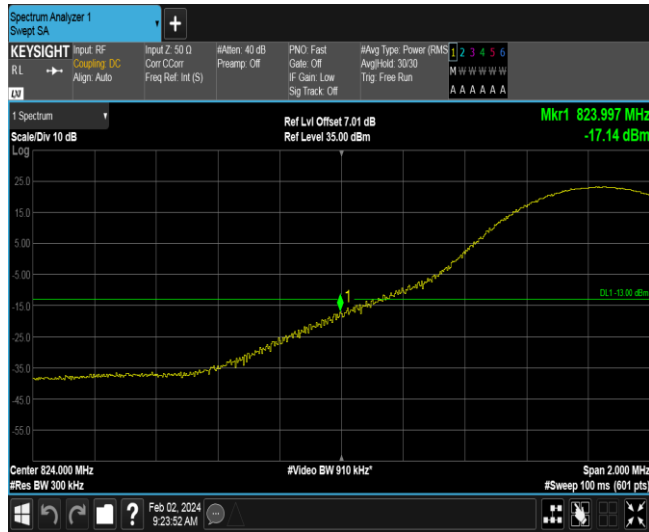 Spectrum Analyzer 1
Swept SA
+
KEYSIGHT Input: RF Input Z: 50 Ω #Atten: 40 dB PNO: Fast #Avg Type: Power (RMS 1 2 3 4 5 6
RL Coupling: DC Corr CCorr Preamp: Off Gate: Off Avg|Hold: 30/30 M W W W W W
Align: Auto Freq Ref: Int (S) IF Gain: Low Trig: Free Run
LXI Sig Track: Off A A A A A A
1 Spectrum Ref Lvl Offset 7.01 dB Mkr1 823.997 MHz
Scale/Div 10 dB Ref Level 35.00 dBm -17.14 dBm
Log
25.0
15.0
5.00
-5.00
1
DL1 -13.00 dBm
-15.0
-25.0
-35.0
-45.0
-55.0
Center 824.000 MHz #Video BW 910 kHz* Span 2.000 MHz
#Res BW 300 kHz #Sweep 100 ms (601 pts)
? Feb 02, 2024
9:23:52 AM